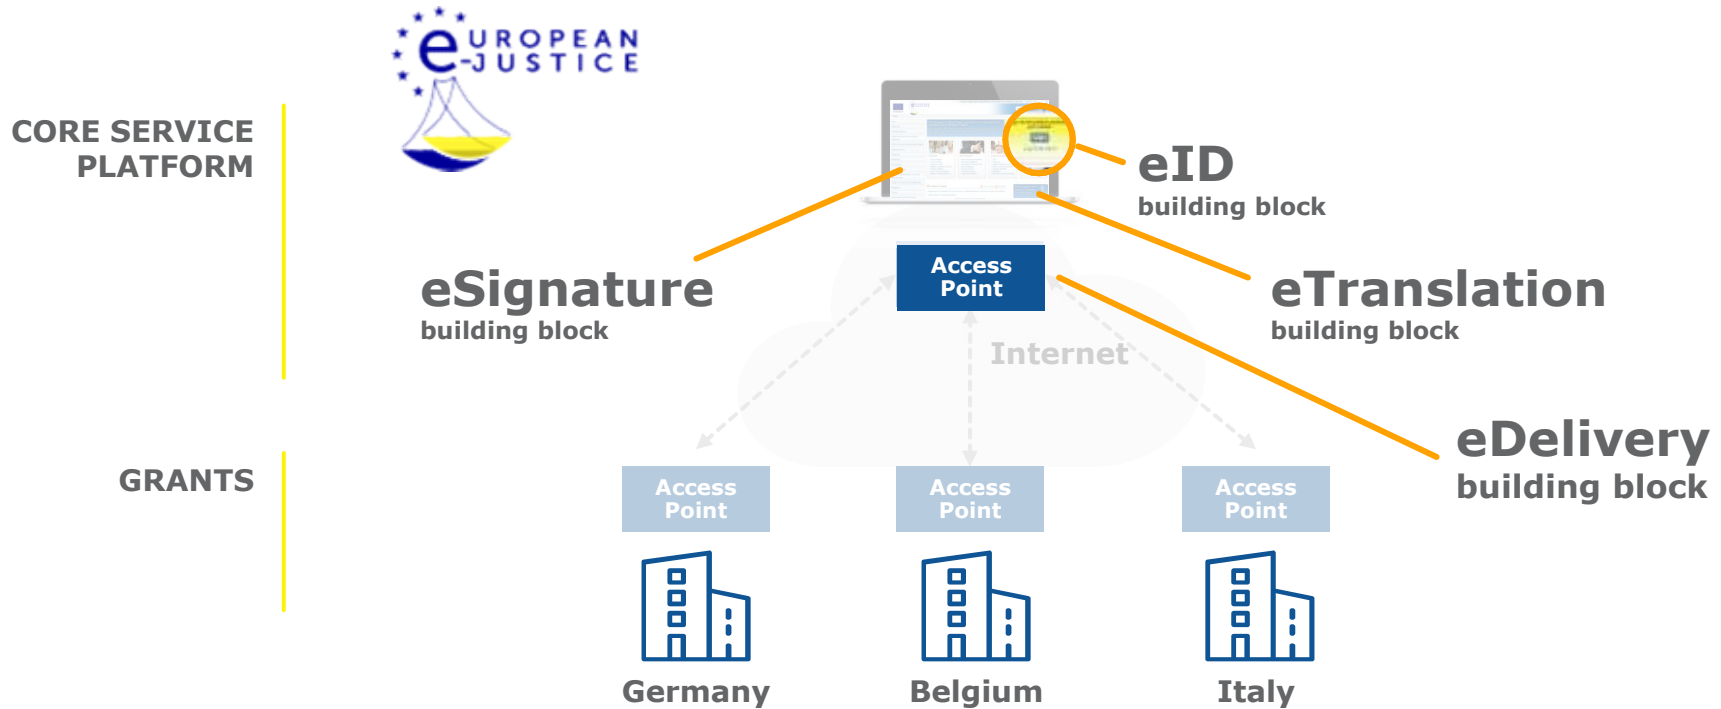 EUROPEAN
e-JUSTICE
CORE SERVICE
PLATFORM
eID
building block
Access
Point
eSignature
building block
eTranslation
building block
Internet
eDelivery
building block
GRANTS
Access
Point
Access
Point
Access
Point
Germany
Belgium
Italy